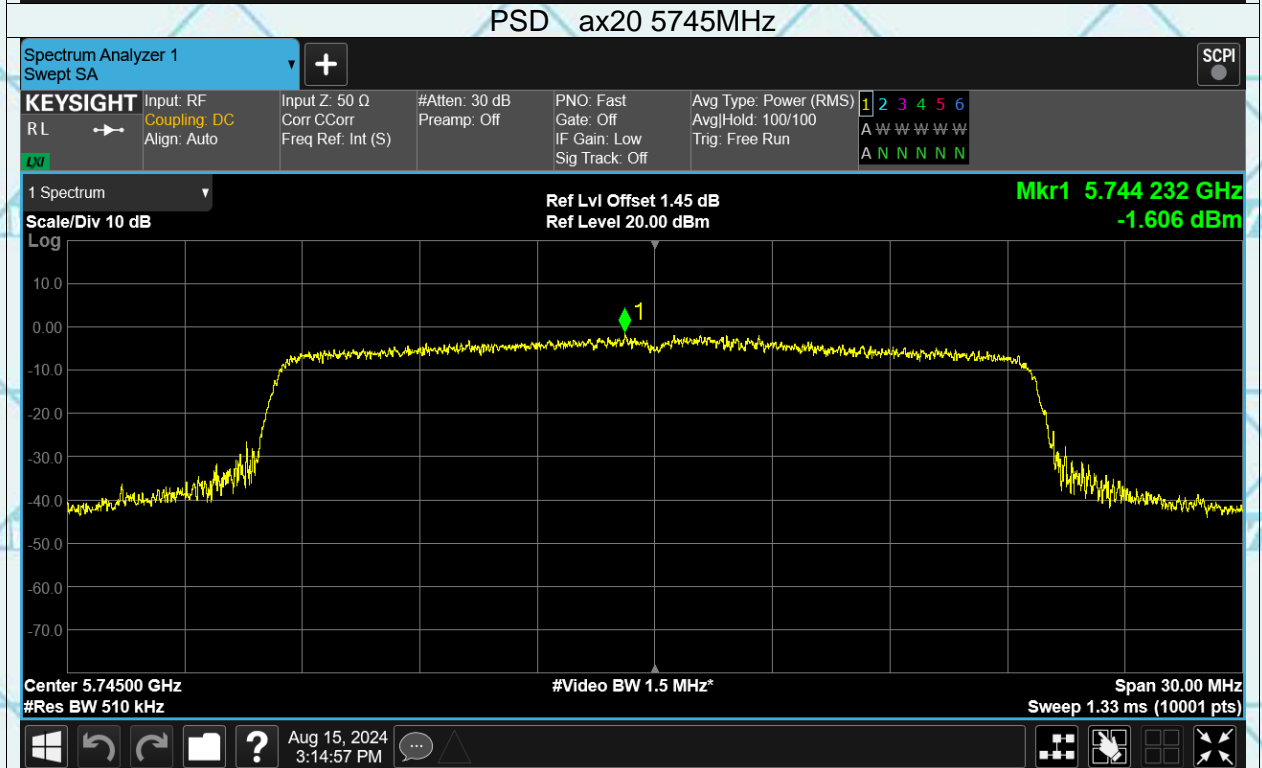 PSD ax20 5745MHz
Spectrum Analyzer 1
Swept SA
SCPI
KEYSIGHT
R L
LXI
Input: RF
Coupling: DC
Align: Auto
Input Z: 50 Ω
Corr CCorr
Freq Ref: Int (S)
#Atten: 30 dB
Preamp: Off
PNO: Fast
Gate: Off
IF Gain: Low
Sig Track: Off
Avg Type: Power (RMS)
Avg|Hold: 100/100
Trig: Free Run
1 2 3 4 5 6
A W W W W W
A N N N N N
1 Spectrum
Scale/Div 10 dB
Log
Ref Lvl Offset 1.45 dB
Ref Level 20.00 dBm
Mkr1 5.744 232 GHz
-1.606 dBm
1
10.0
0.00
-10.0
-20.0
-30.0
-40.0
-50.0
-60.0
-70.0
Center 5.74500 GHz
#Res BW 510 kHz
#Video BW 1.5 MHz*
Span 30.00 MHz
Sweep 1.33 ms (10001 pts)
Aug 15, 2024
3:14:57 PM